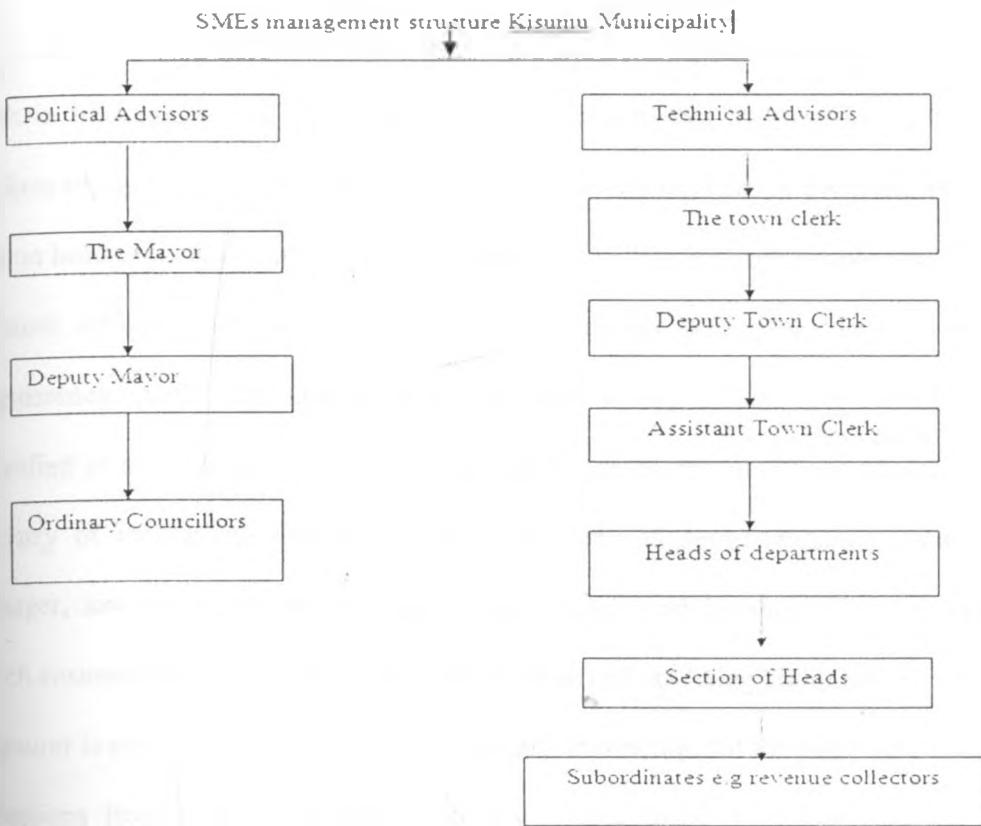 SMEs management structure Kisumu Municipality
Political Advisors
The Mayor
Deputy Mayor
Ordinary Councillors
Technical Advisors
The town clerk
Deputy Town Clerk
Assistant Town Clerk
Heads of departments
Section of Heads
Subordinates e.g revenue collectors